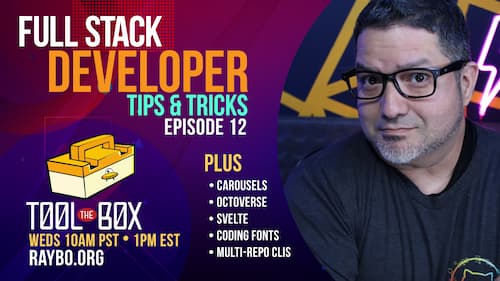 FULL STACK
DEVELOPER
TIPS & TRICKS
EPISODE 12
TOOL THE BOX
WEDS 10AM PST • 1PM EST
RAYBO.ORG
PLUS
• CAROUSELS
• OCTOVERSE
• SVELTE
• CODING FONTS
• MULTI-REPO CLIS